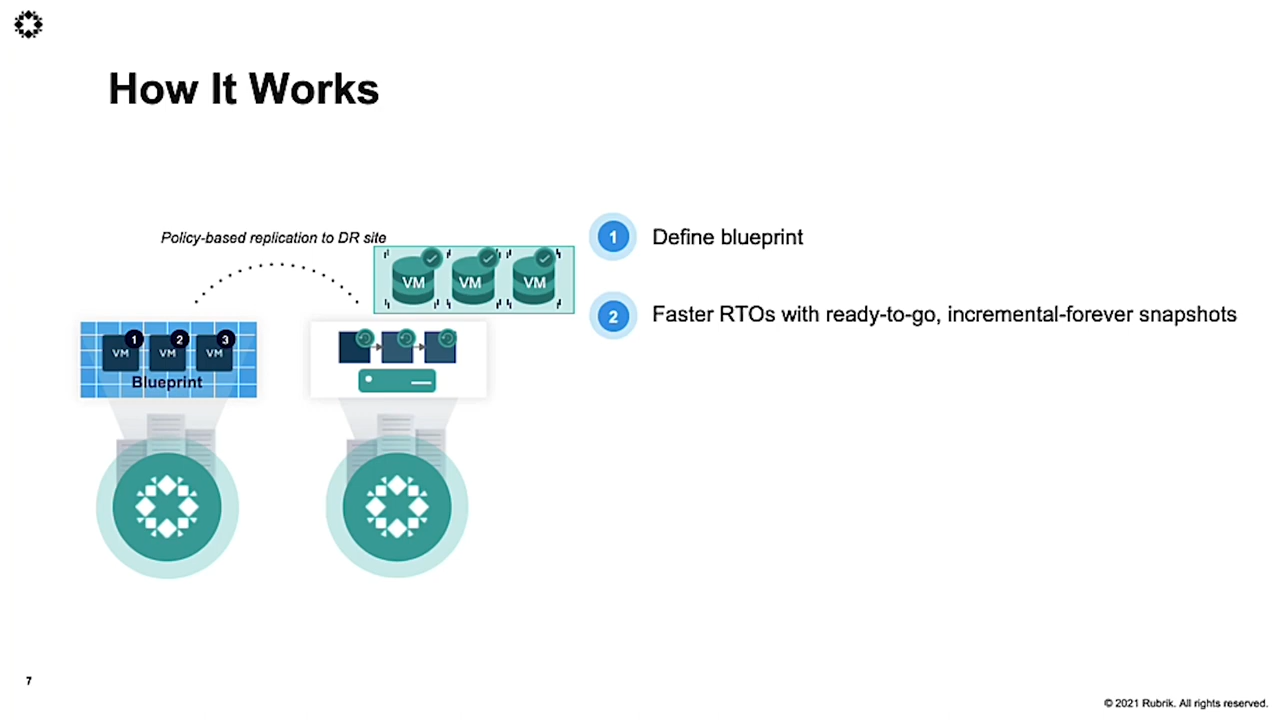 How It Works
Policy-based replication to DR site
VM VM VM
1 2 3
VM VM VM
Blueprint
1 Define blueprint
2 Faster RTOs with ready-to-go, incremental-forever snapshots
7
© 2021 Rubrik. All rights reserved.